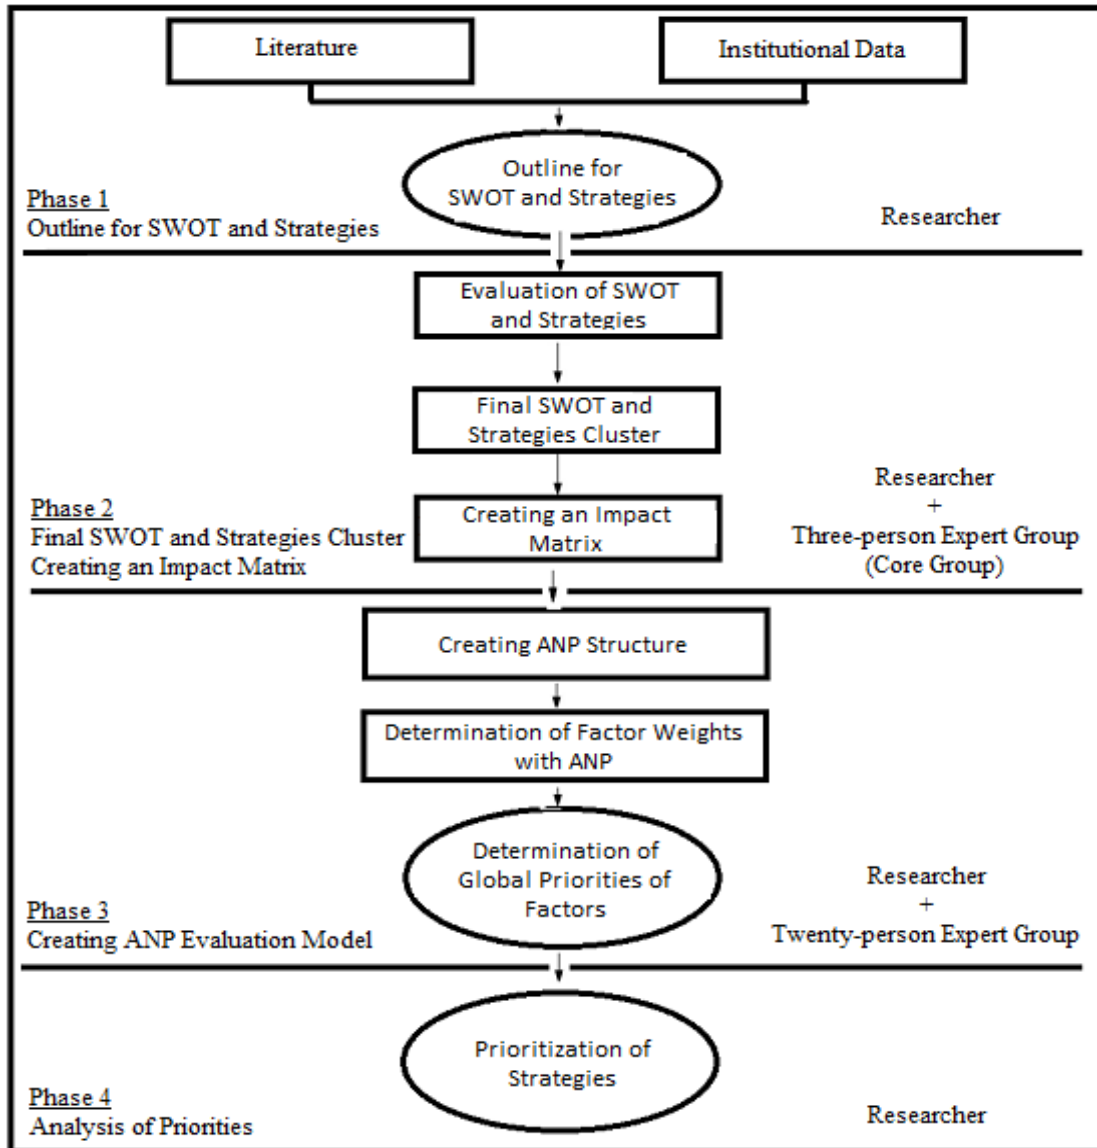 Literature
Institutional Data
Outline for
SWOT and Strategies
Phase 1
Outline for SWOT and Strategies
Researcher
Evaluation of SWOT
and Strategies
Final SWOT and
Strategies Cluster
Creating an Impact
Matrix
Phase 2
Final SWOT and Strategies Cluster
Creating an Impact Matrix
Researcher
+
Three-person Expert Group
(Core Group)
Creating ANP Structure
Determination of Factor Weights
with ANP
Determination of
Global Priorities of
Factors
Phase 3
Creating ANP Evaluation Model
Researcher
+
Twenty-person Expert Group
Prioritization of
Strategies
Phase 4
Analysis of Priorities
Researcher